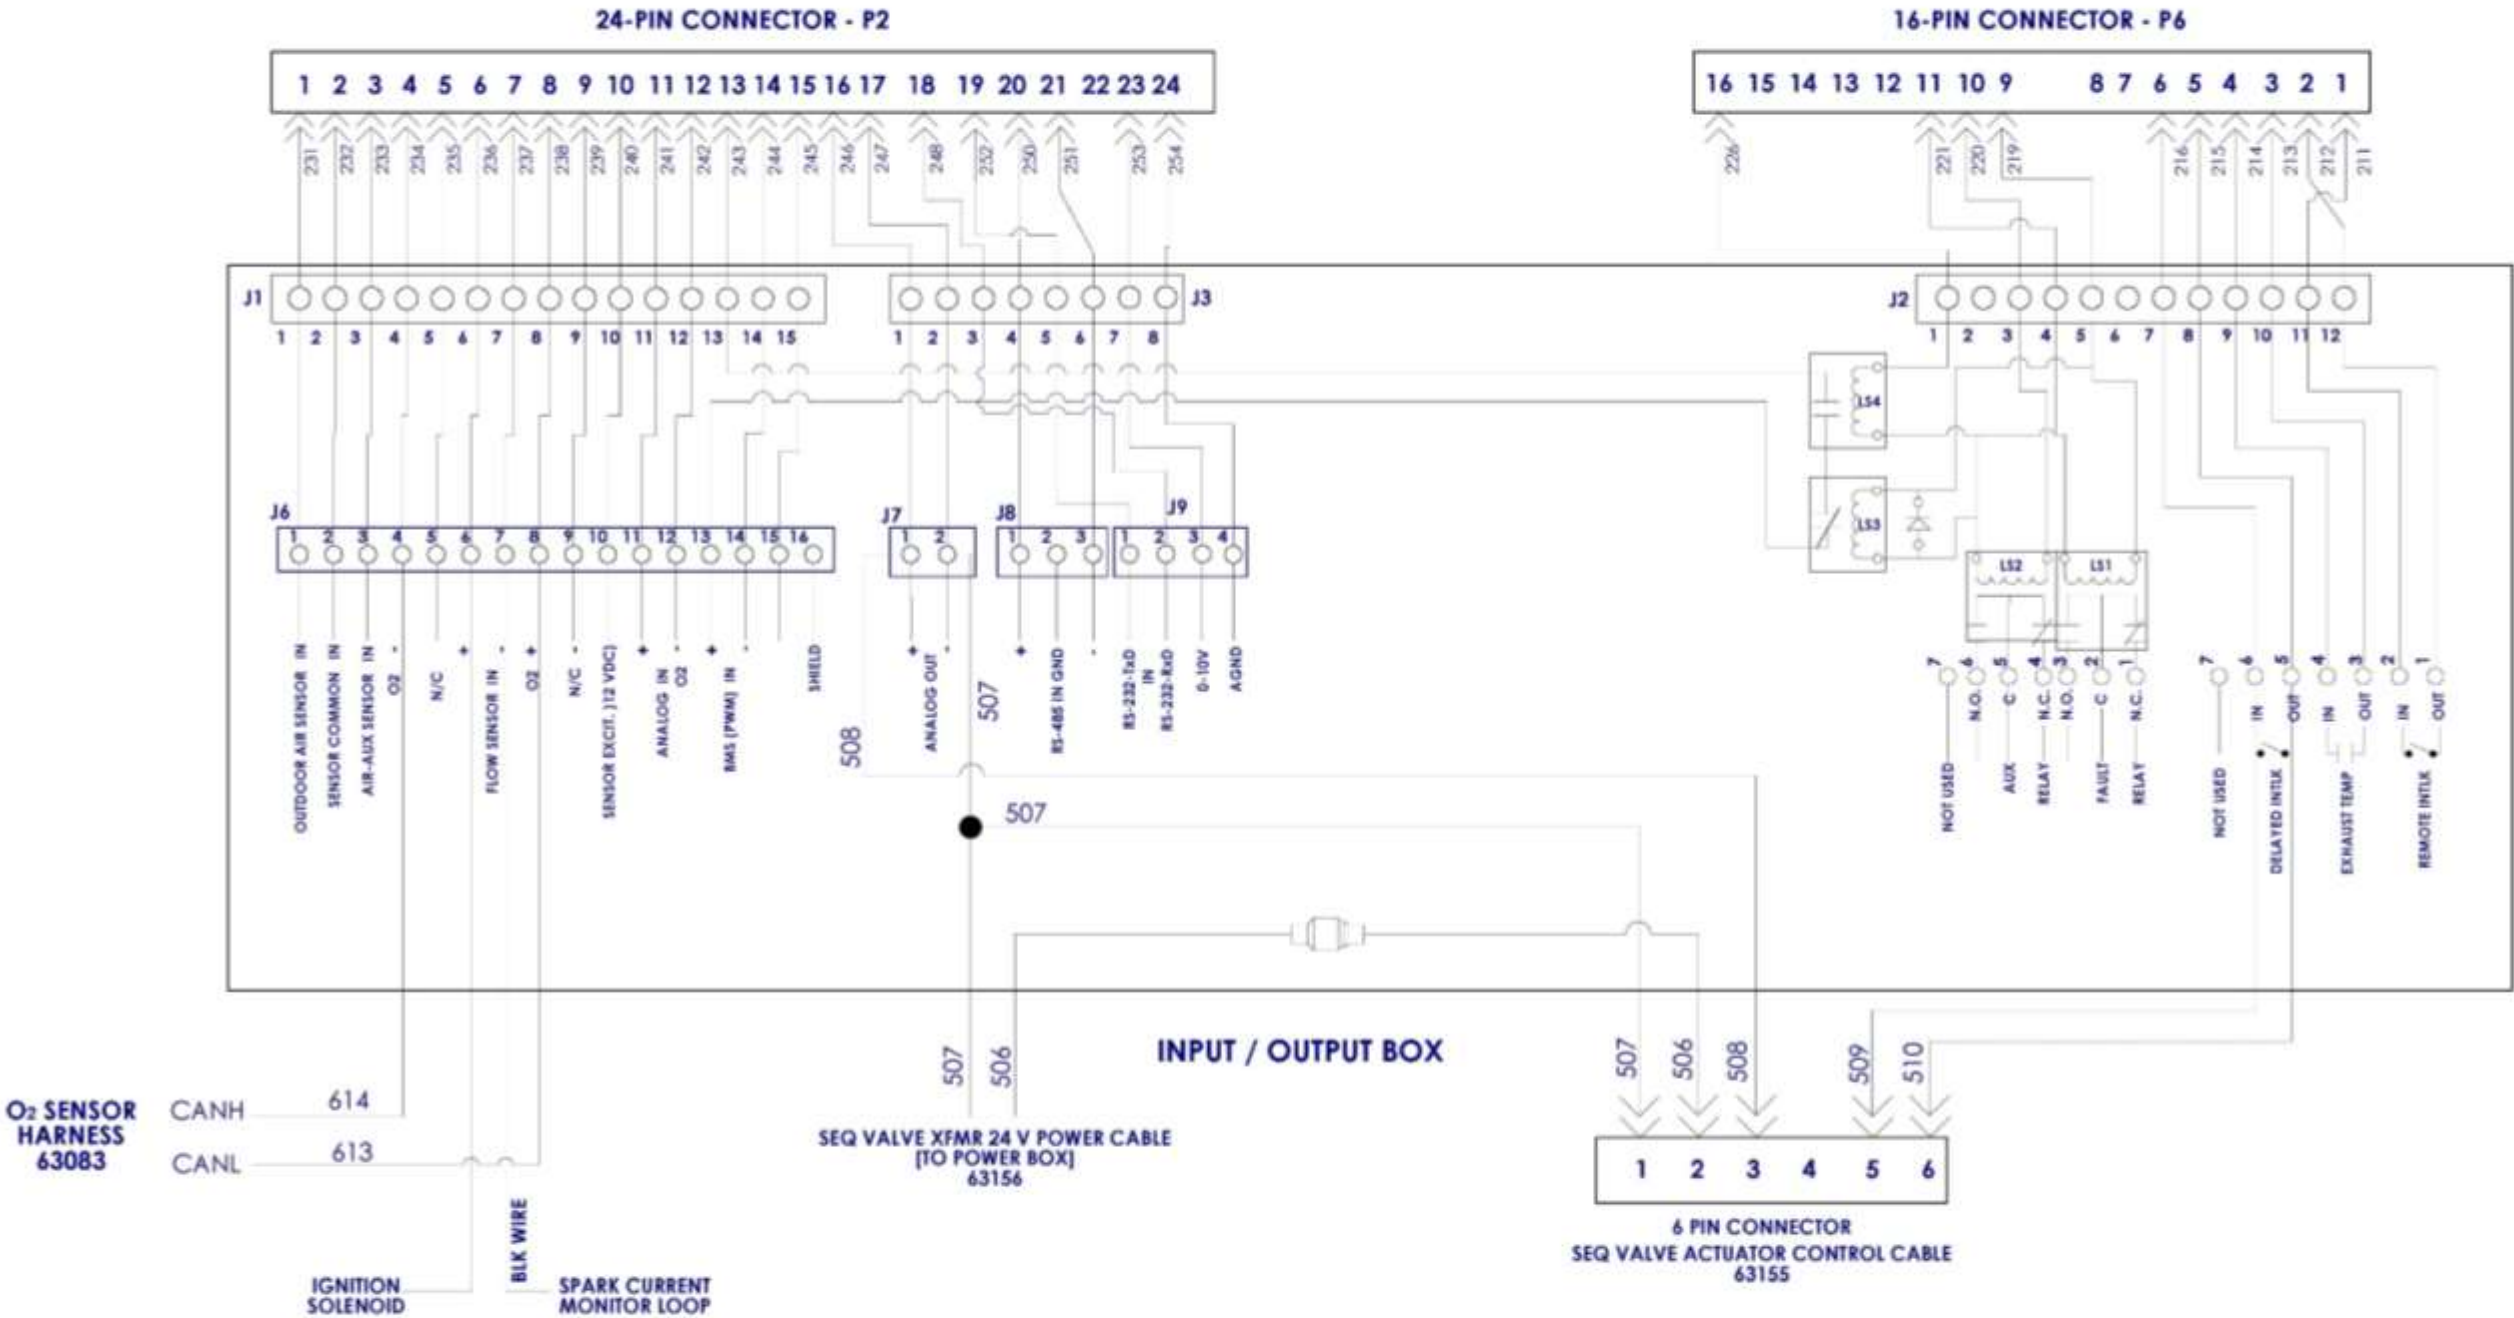 24-PIN CONNECTOR - P2
16-PIN CONNECTOR - P6
1 2 3 4 5 6 7 8 9 10 11 12 13 14 15 16 17 18 19 20 21 22 23 24
16 15 14 13 12 11 10 9 8 7 6 5 4 3 2 1
231 232 233 234 235 236 237 238 239 240 241 242 243 244 245 246 247 248 252 250 251 253 254
226 221 220 219 216 215 214 213 212 211
J1
J3
J2
1 2 3 4 5 6 7 8 9 10 11 12 13 14 15
1 2 3 4 5 6 7 8
1 2 3 4 5 6 7 8 9 10 11 12
LS4
LS3
LS2
LS1
J6
J7
J8
J9
1 2 3 4 5 6 7 8 9 10 11 12 13 14 15 16
1 2
1 2 3
1 2 3 4
OUTDOOR AIR SENSOR IN
SENSOR COMMON IN
AIR-AUX SENSOR IN
O2 -
N/C
+
FLOW SENSOR IN -
O2 +
N/C -
SENSOR EXCIT. )12 VDC)
+
ANALOG IN
O2 -
+
BMS (PWM) IN
-
SHIELD
+
ANALOG OUT
-
+
RS-485 IN GND
-
RS-232-TxD
IN
RS-232-RxD
0-10V
AGND
7 6 5 4 3 2 1
7 6 5 4 3 2 1
N.O. C N.C. N.O. C N.C.
IN OUT IN OUT IN OUT
NOT USED
AUX
RELAY
FAULT
RELAY
NOT USED
DELAYED INTLK
EXHAUST TEMP
REMOTE INTLK
508
507
507
INPUT / OUTPUT BOX
507
506
507
506
508
509
510
O2 SENSOR
HARNESS
63083
CANH
614
CANL
613
SEQ VALVE XFMR 24 V POWER CABLE
[TO POWER BOX]
63156
1 2 3 4 5 6
6 PIN CONNECTOR
SEQ VALVE ACTUATOR CONTROL CABLE
63155
BLK WIRE
IGNITION
SOLENOID
SPARK CURRENT
MONITOR LOOP